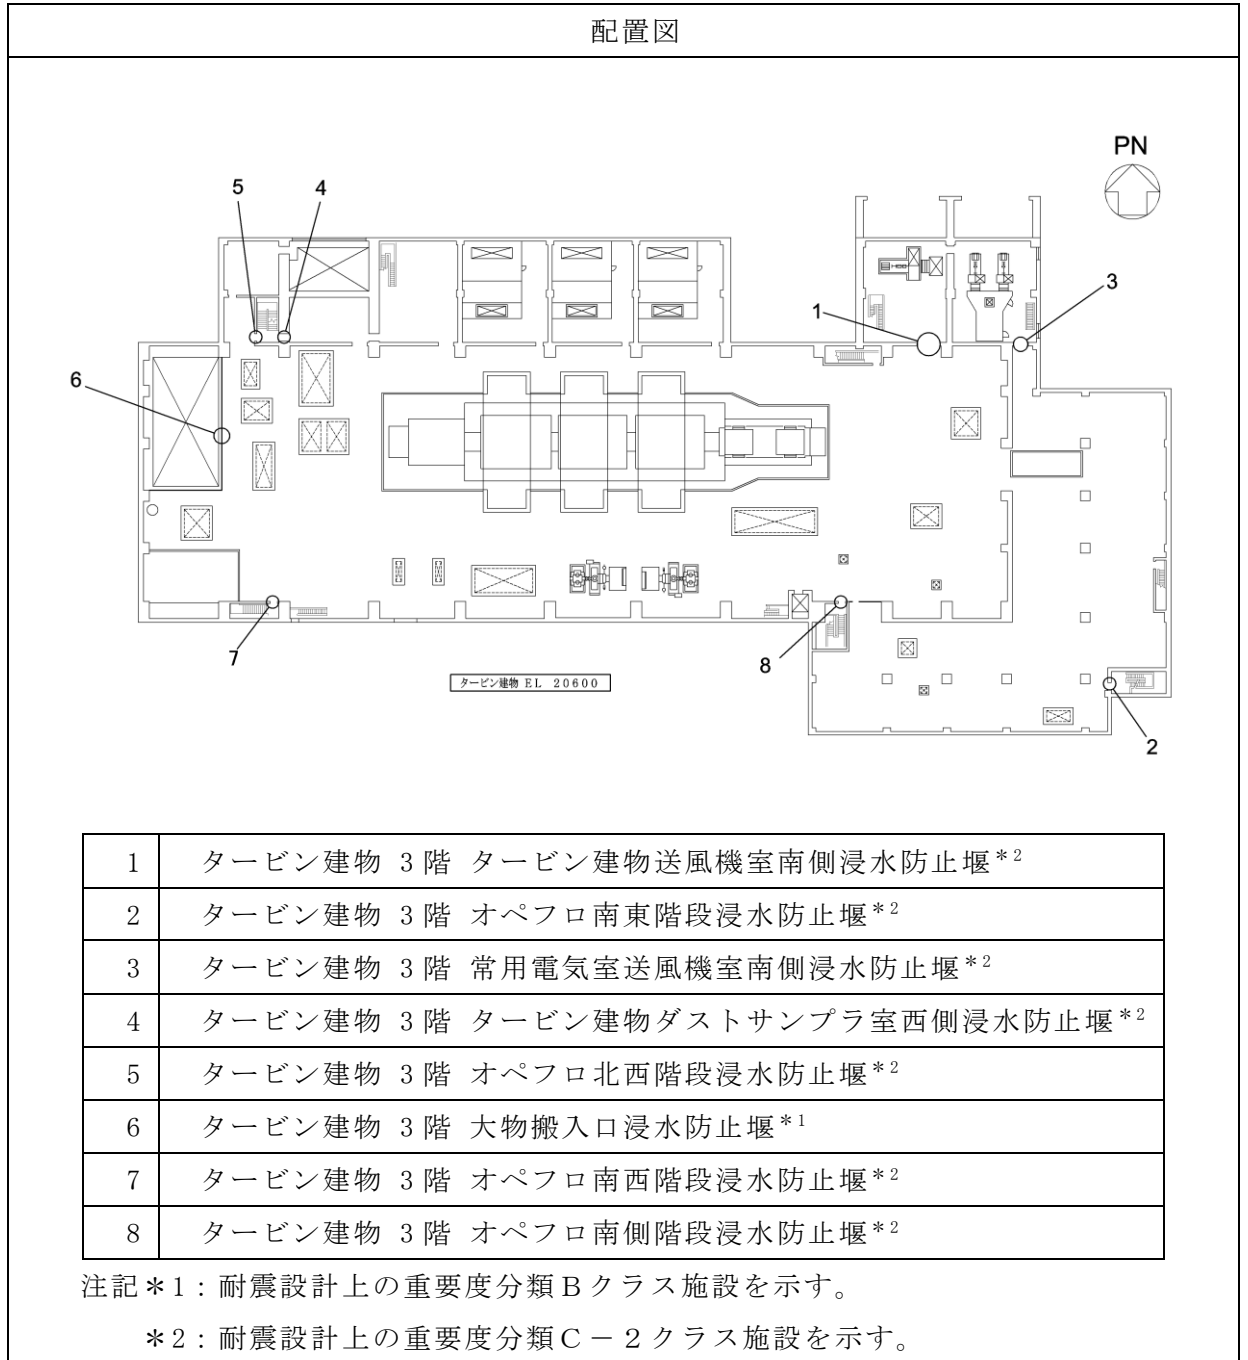 配置図
PN
5
4
3
1
6
7
8
2
タービン建物 EL 20600
1 タービン建物 3階 タービン建物送風機室南側浸水防止堰*2
2 タービン建物 3階 オペフロ南東階段浸水防止堰*2
3 タービン建物 3階 常用電気室送風機室南側浸水防止堰*2
4 タービン建物 3階 タービン建物ダストサンプラ室西側浸水防止堰*2
5 タービン建物 3階 オペフロ北西階段浸水防止堰*2
6 タービン建物 3階 大物搬入口浸水防止堰*1
7 タービン建物 3階 オペフロ南西階段浸水防止堰*2
8 タービン建物 3階 オペフロ南側階段浸水防止堰*2
注記*1:耐震設計上の重要度分類Bクラス施設を示す。
*2:耐震設計上の重要度分類C-2クラス施設を示す。